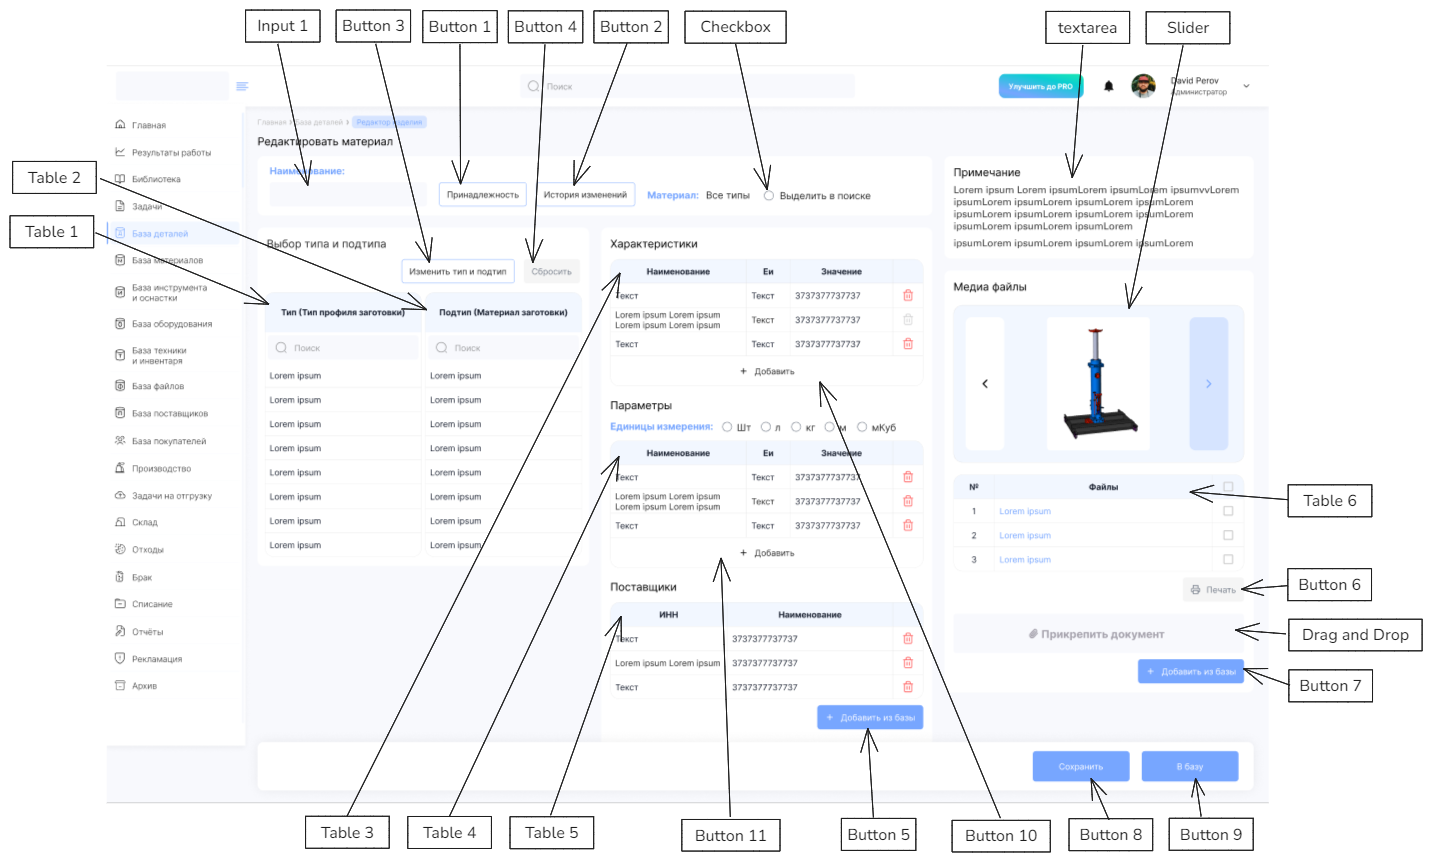 Input 1
Button 3
Button 1
Button 4
Button 2
Checkbox
textarea
Slider
Поиск
Улучшить до PRO
David Perov
Администратор
Главная
Результаты работы
Библиотека
Задачи
База деталей
База материалов
База инструмента
и оснастки
База оборудования
База техники
и инвентаря
База файлов
База поставщиков
База покупателей
Производство
Задачи на отгрузку
Склад
Отходы
Брак
Списание
Отчёты
Рекламация
Архив
Table 2
Table 1
Главная › База деталей › Редактор изделия
Редактировать материал
Наименование:
Принадлежность
История изменений
Материал: Все типы
Выделить в поиске
Выбор типа и подтипа
Изменить тип и подтип
Сбросить
Тип (Тип профиля заготовки)
Подтип (Материал заготовки)
Поиск
Поиск
Lorem ipsum Lorem ipsum
Lorem ipsum Lorem ipsum
Lorem ipsum Lorem ipsum
Lorem ipsum Lorem ipsum
Lorem ipsum Lorem ipsum
Lorem ipsum Lorem ipsum
Lorem ipsum Lorem ipsum
Lorem ipsum Lorem ipsum
Характеристики
Наименование Еи Значение
Текст Текст 3737377737737
Lorem ipsum Lorem ipsum
Lorem ipsum Lorem ipsum
Текст 3737377737737
Текст Текст 3737377737737
+ Добавить
Параметры
Единицы измерения: Шт л кг м мКуб
Наименование Еи Значение
Текст Текст 3737377737737
Lorem ipsum Lorem ipsum
Lorem ipsum Lorem ipsum
Текст 3737377737737
Текст Текст 3737377737737
+ Добавить
Поставщики
ИНН Наименование
Текст 3737377737737
Lorem ipsum Lorem ipsum 3737377737737
Текст 3737377737737
+ Добавить из базы
Примечание
Lorem ipsum Lorem ipsumLorem ipsumLorem ipsumvvLorem
ipsumLorem ipsumLorem ipsumLorem ipsumLorem
ipsumLorem ipsumLorem ipsumLorem ipsumLorem
ipsumLorem ipsumLorem ipsumLorem
ipsumLorem ipsumLorem ipsumLorem ipsumLorem
Медиа файлы
№ Файлы
1 Lorem ipsum
2 Lorem ipsum
3 Lorem ipsum
Печать
Прикрепить документ
+ Добавить из базы
Table 6
Button 6
Drag and Drop
Button 7
Сохранить
В базу
Table 3
Table 4
Table 5
Button 11
Button 5
Button 10
Button 8
Button 9